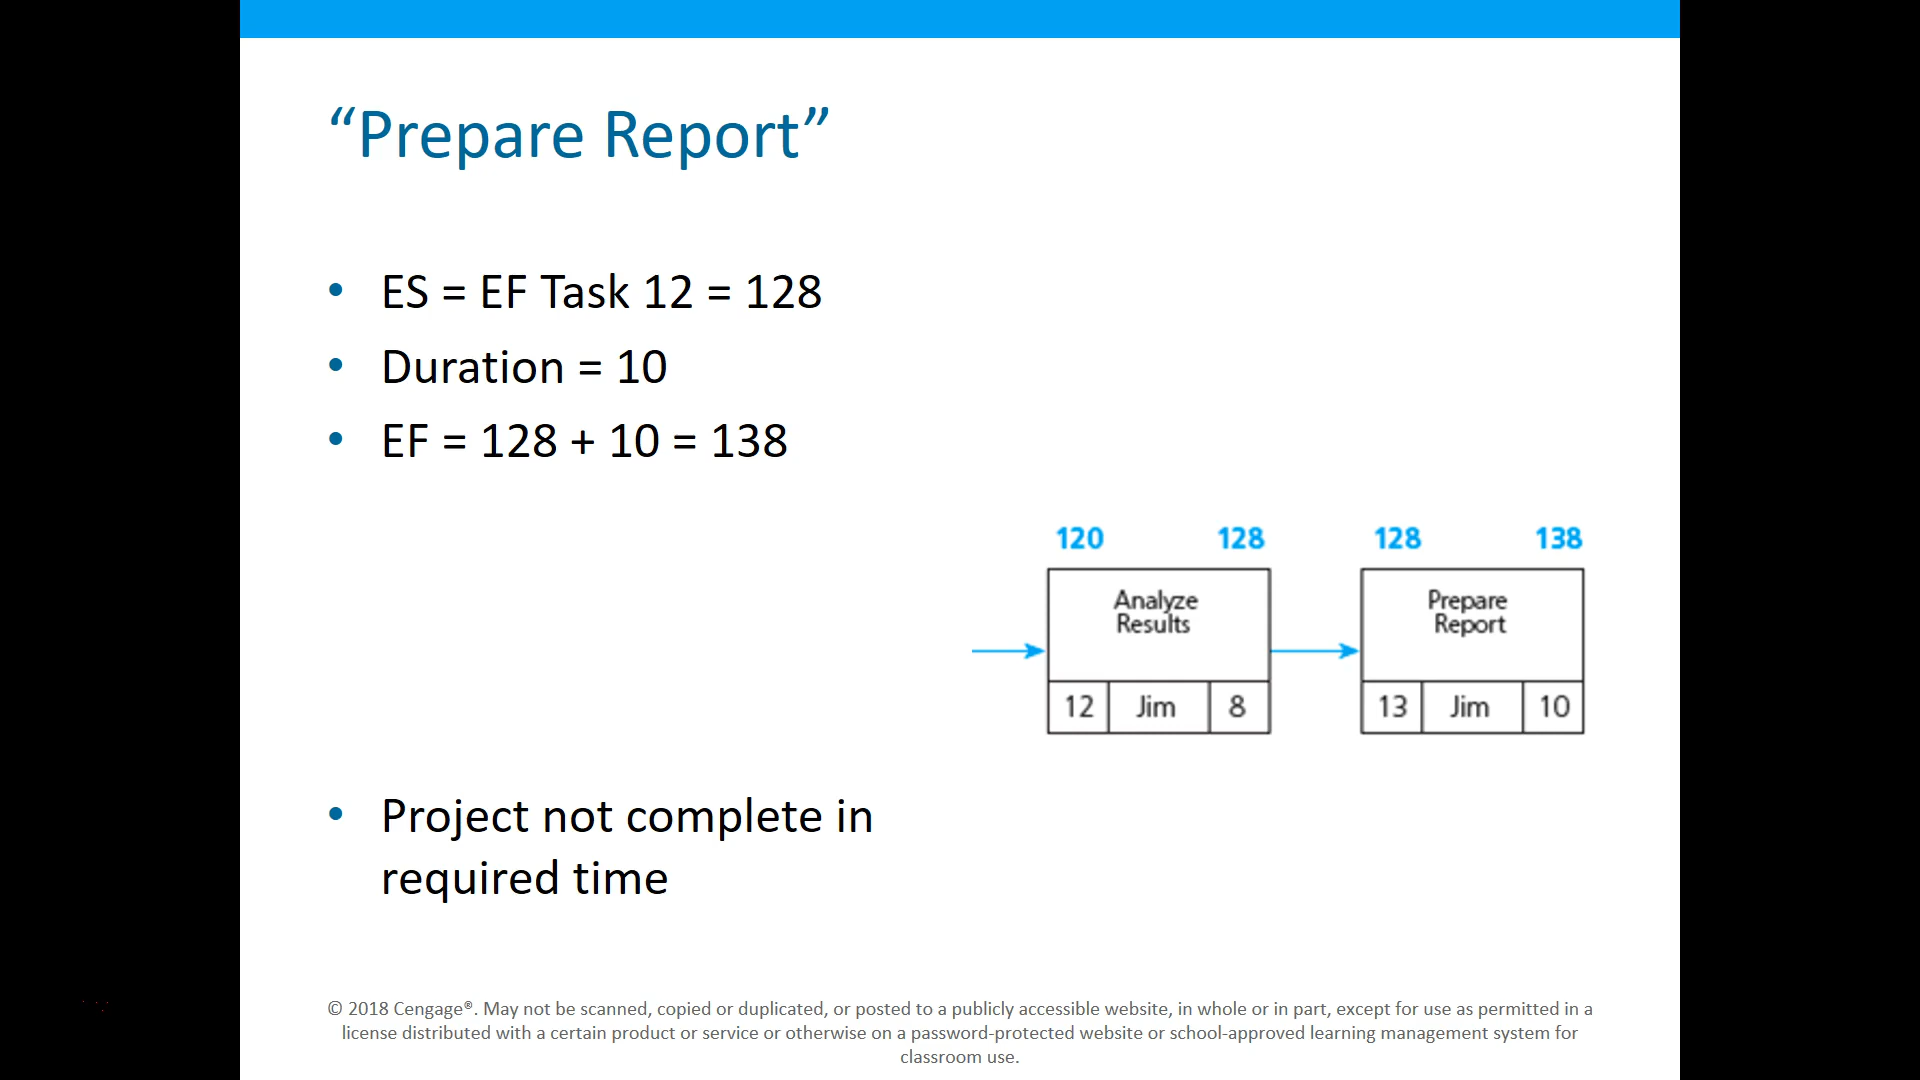 “Prepare Report”
• ES = EF Task 12 = 128
• Duration = 10
• EF = 128 + 10 = 138
120 128 128 138
Analyze
Results
Prepare
Report
12 Jim 8
13 Jim 10
• Project not complete in
required time
© 2018 Cengage®. May not be scanned, copied or duplicated, or posted to a publicly accessible website, in whole or in part, except for use as permitted in a
license distributed with a certain product or service or otherwise on a password-protected website or school-approved learning management system for
classroom use.